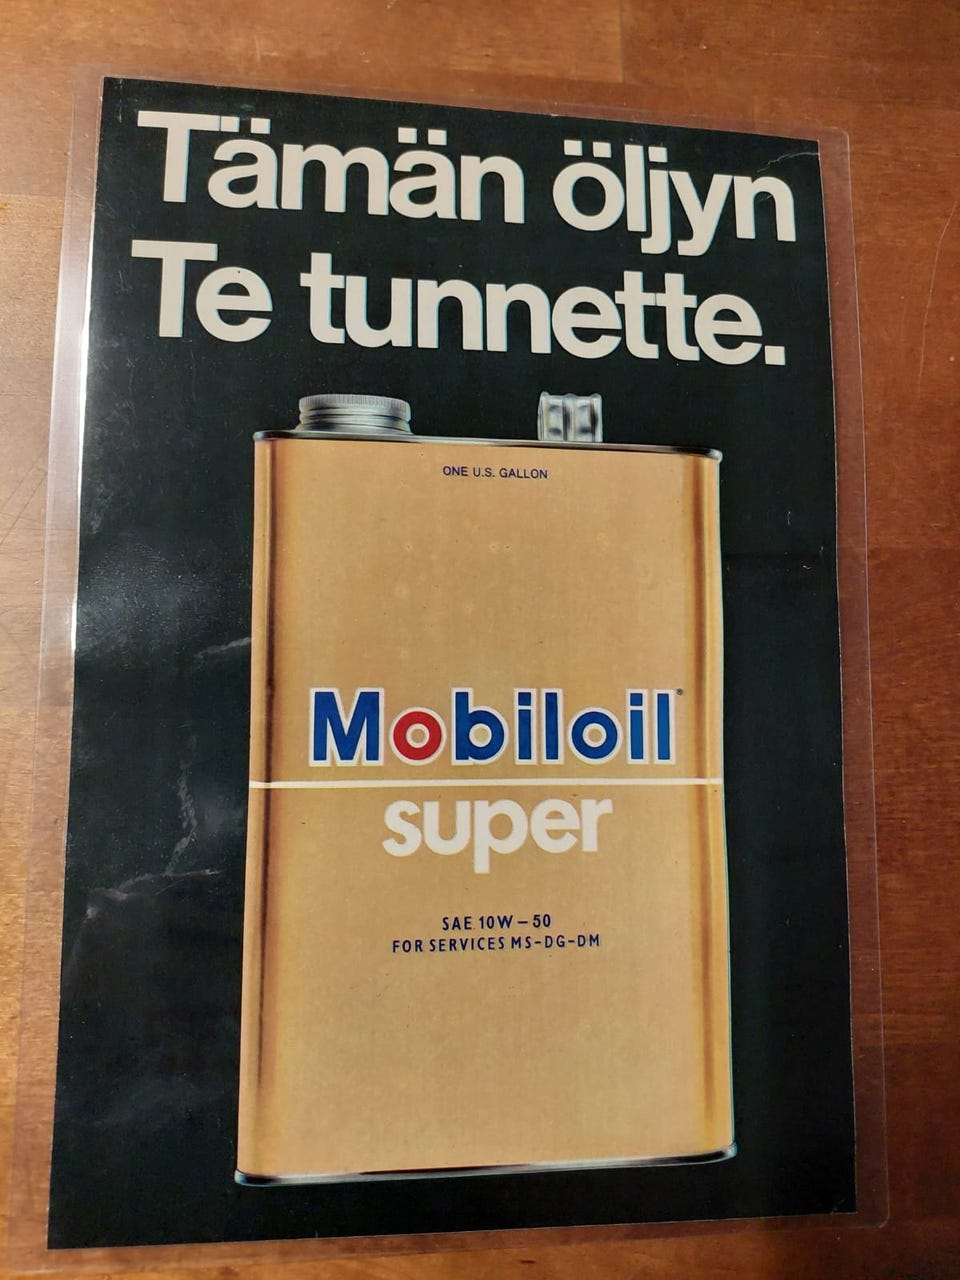 Tämän öljyn
Te tunnette.
ONE U.S. GALLON
Mobiloil
super
SAE 10W–50
FOR SERVICES MS-DG-DM